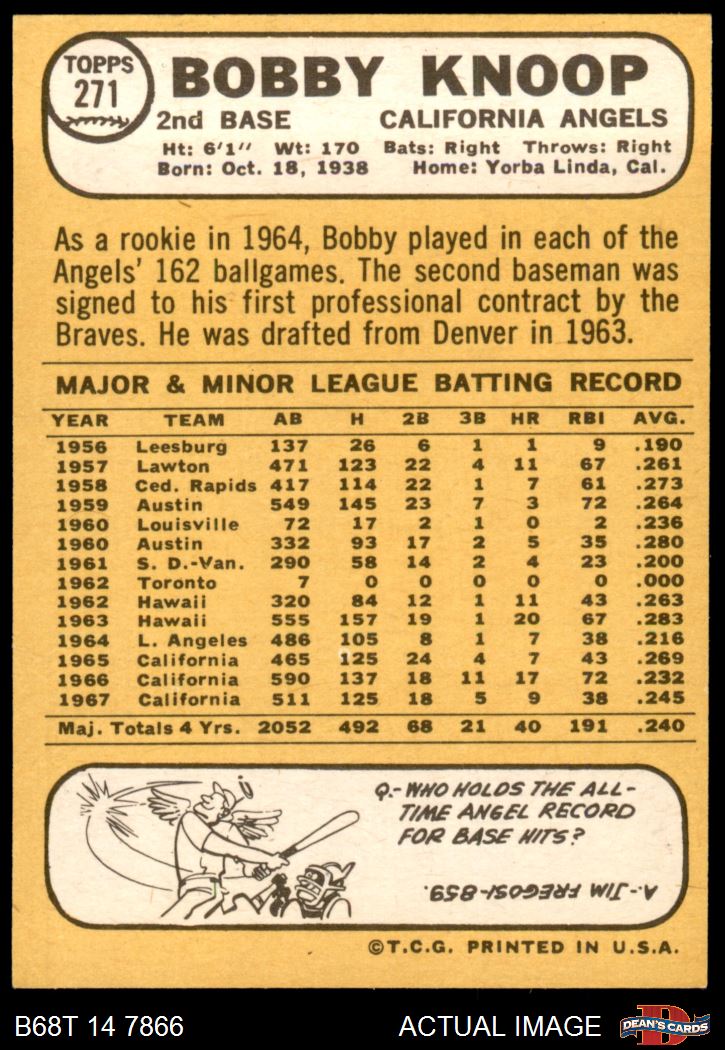 TOPPS
271
BOBBY KNOOP
2nd BASE CALIFORNIA ANGELS
Ht: 6'1" Wt: 170 Bats: Right Throws: Right
Born: Oct. 18, 1938 Home: Yorba Linda, Cal.
As a rookie in 1964, Bobby played in each of the
Angels' 162 ballgames. The second baseman was
signed to his first professional contract by the
Braves. He was drafted from Denver in 1963.
MAJOR & MINOR LEAGUE BATTING RECORD
YEAR TEAM AB H 2B 3B HR RBI AVG.
1956 Leesburg 137 26 6 1 1 9 .190
1957 Lawton 471 123 22 4 11 67 .261
1958 Ced. Rapids 417 114 22 1 7 61 .273
1959 Austin 549 145 23 7 3 72 .264
1960 Louisville 72 17 2 1 0 2 .236
1960 Austin 332 93 17 2 5 35 .280
1961 S. D.-Van. 290 58 14 2 4 23 .200
1962 Toronto 7 0 0 0 0 0 .000
1962 Hawaii 320 84 12 1 11 43 .263
1963 Hawaii 555 157 19 1 20 67 .283
1964 L. Angeles 486 105 8 1 7 38 .216
1965 California 465 125 24 4 7 43 .269
1966 California 590 137 18 11 17 72 .232
1967 California 511 125 18 5 9 38 .245
Maj. Totals 4 Yrs. 2052 492 68 21 40 191 .240
Q.- WHO HOLDS THE ALL-
TIME ANGEL RECORD
FOR BASE HITS?
A.- JIM FREGOSI-859.
©T.C.G. PRINTED IN U.S.A.
B68T 14 7866 ACTUAL IMAGE
D
DEAN'S CARDS